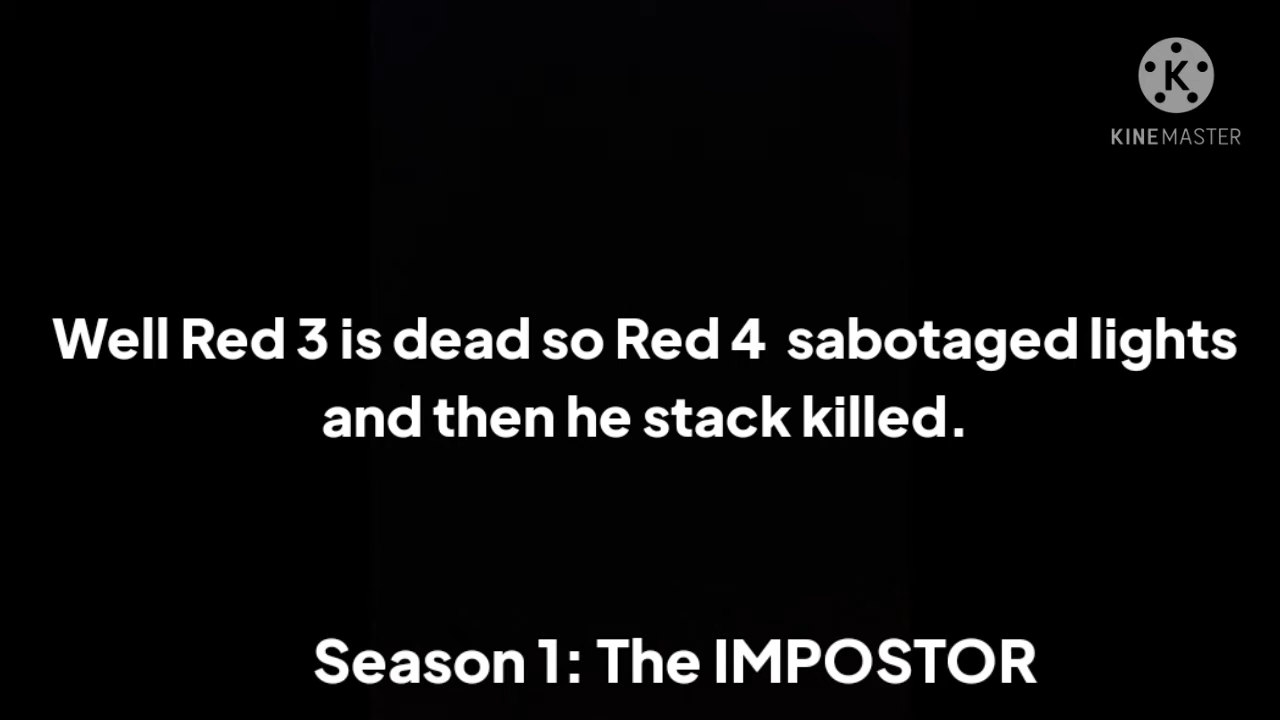 K
KINEMASTER
Well Red 3 is dead so Red 4 sabotaged lights
and then he stack killed.
Season 1: The IMPOSTOR